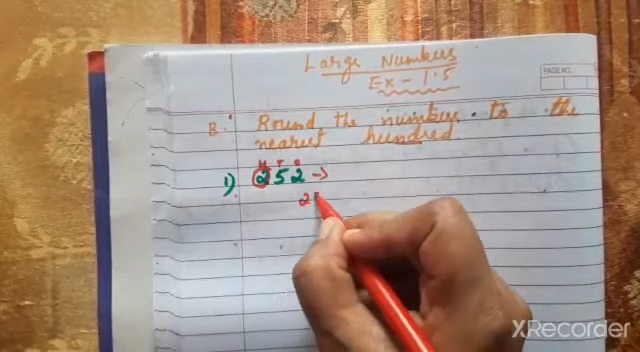 Large Numbers
Ex - 1.5
PAGE NO.
B. Round the numbers to the
nearest hundred
H T O
1) 252 →
2
XRecorder